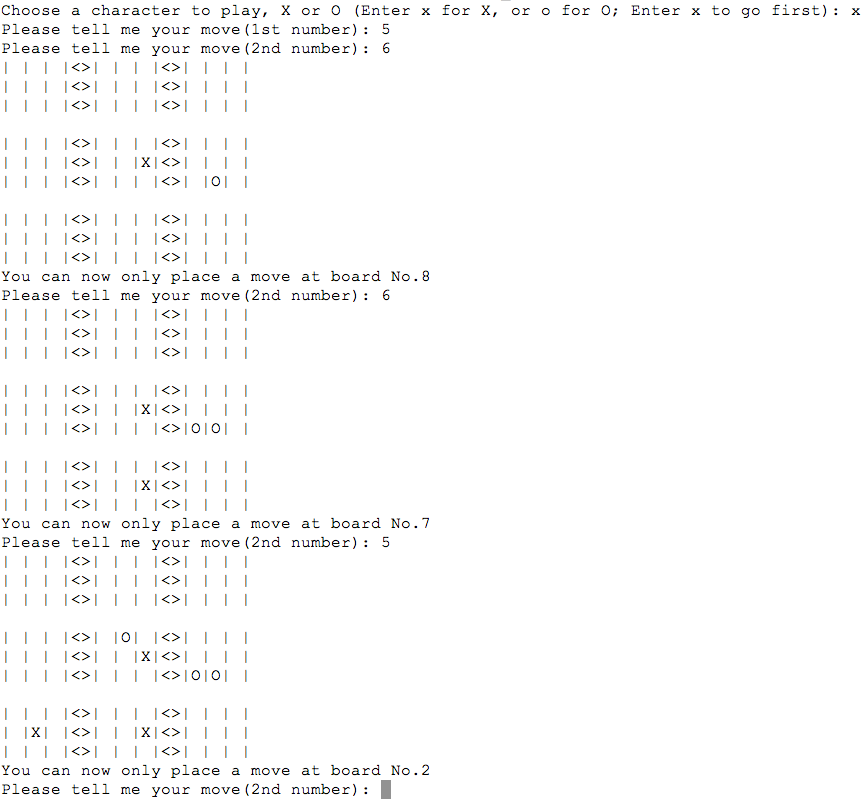 Choose a character to play, X or O (Enter x for X, or o for O; Enter x to go first): x
Please tell me your move(1st number): 5
Please tell me your move(2nd number): 6
| | | |<>| | | |<>| | | |
| | | |<>| | | |<>| | | |
| | | |<>| | | |<>| | | |
| | | |<>| | | |<>| | | |
| | | |<>| | |X|<>| | | |
| | | |<>| | | |<>| |O| |
| | | |<>| | | |<>| | | |
| | | |<>| | | |<>| | | |
| | | |<>| | | |<>| | | |
You can now only place a move at board No.8
Please tell me your move(2nd number): 6
| | | |<>| | | |<>| | | |
| | | |<>| | | |<>| | | |
| | | |<>| | | |<>| | | |
| | | |<>| | | |<>| | | |
| | | |<>| | |X|<>| | | |
| | | |<>| | | |<>|O|O| |
| | | |<>| | | |<>| | | |
| | | |<>| | |X|<>| | | |
| | | |<>| | | |<>| | | |
You can now only place a move at board No.7
Please tell me your move(2nd number): 5
| | | |<>| | | |<>| | | |
| | | |<>| | | |<>| | | |
| | | |<>| | | |<>| | | |
| | | |<>| |O| |<>| | | |
| | | |<>| | |X|<>| | | |
| | | |<>| | | |<>|O|O| |
| | | |<>| | | |<>| | | |
| |X| |<>| | |X|<>| | | |
| | | |<>| | | |<>| | | |
You can now only place a move at board No.2
Please tell me your move(2nd number):